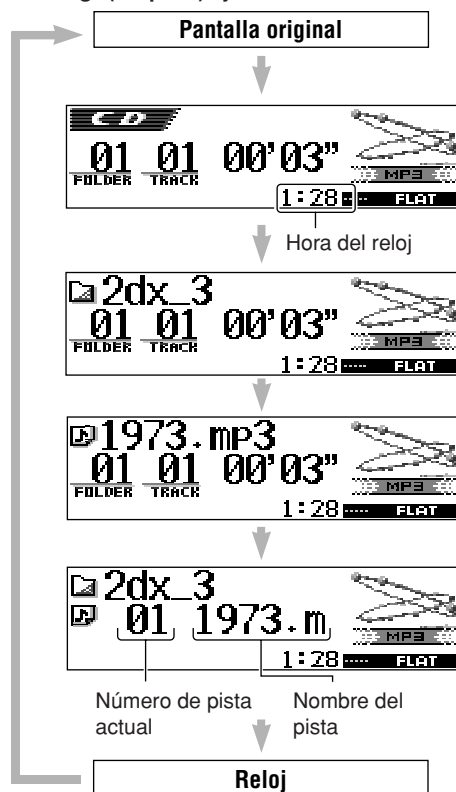 Pantalla original
CD
01 01 00'03"
FOLDER TRACK
MP3
1:28 FLAT
Hora del reloj
2dx_3
01 01 00'03"
FOLDER TRACK
MP3
1:28 FLAT
1973.mp3
01 01 00'03"
FOLDER TRACK
MP3
1:28 FLAT
2dx_3
01 1973.m
MP3
1:28 FLAT
Número de pista
actual
Nombre del
pista
Reloj